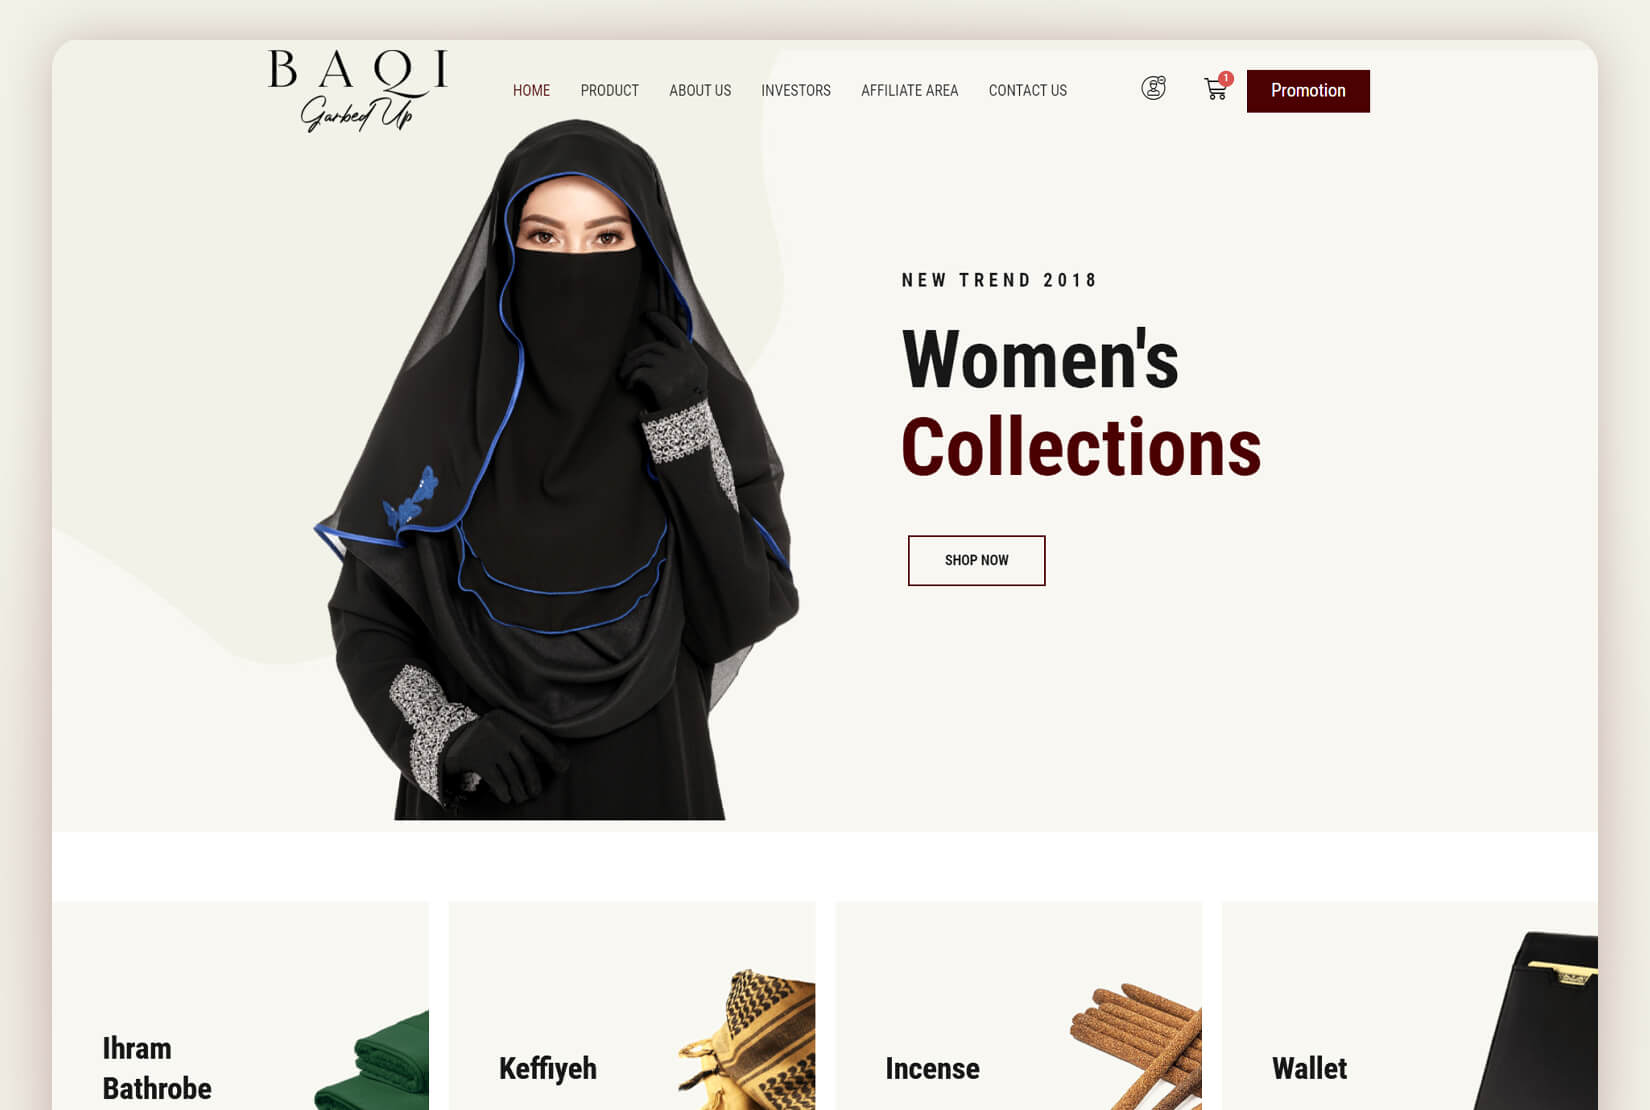 BAQI
Garbed Up
HOME PRODUCT ABOUT US INVESTORS AFFILIATE AREA CONTACT US 1 Promotion
NEW TREND 2018
Women's
Collections
SHOP NOW
Ihram
Bathrobe
Keffiyeh
Incense
Wallet